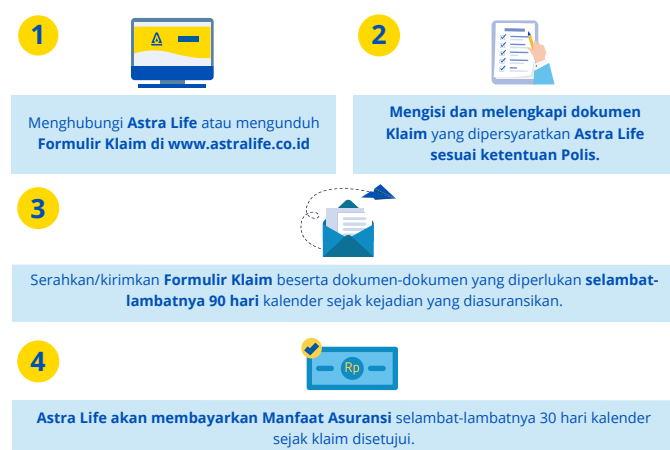 1
Menghubungi Astra Life atau mengunduh
Formulir Klaim di www.astralife.co.id
2
Mengisi dan melengkapi dokumen
Klaim yang dipersyaratkan Astra Life
sesuai ketentuan Polis.
3
Serahkan/kirimkan Formulir Klaim beserta dokumen-dokumen yang diperlukan selambat-
lambatnya 90 hari kalender sejak kejadian yang diasuransikan.
4
Rp
Astra Life akan membayarkan Manfaat Asuransi selambat-lambatnya 30 hari kalender
sejak klaim disetujui.